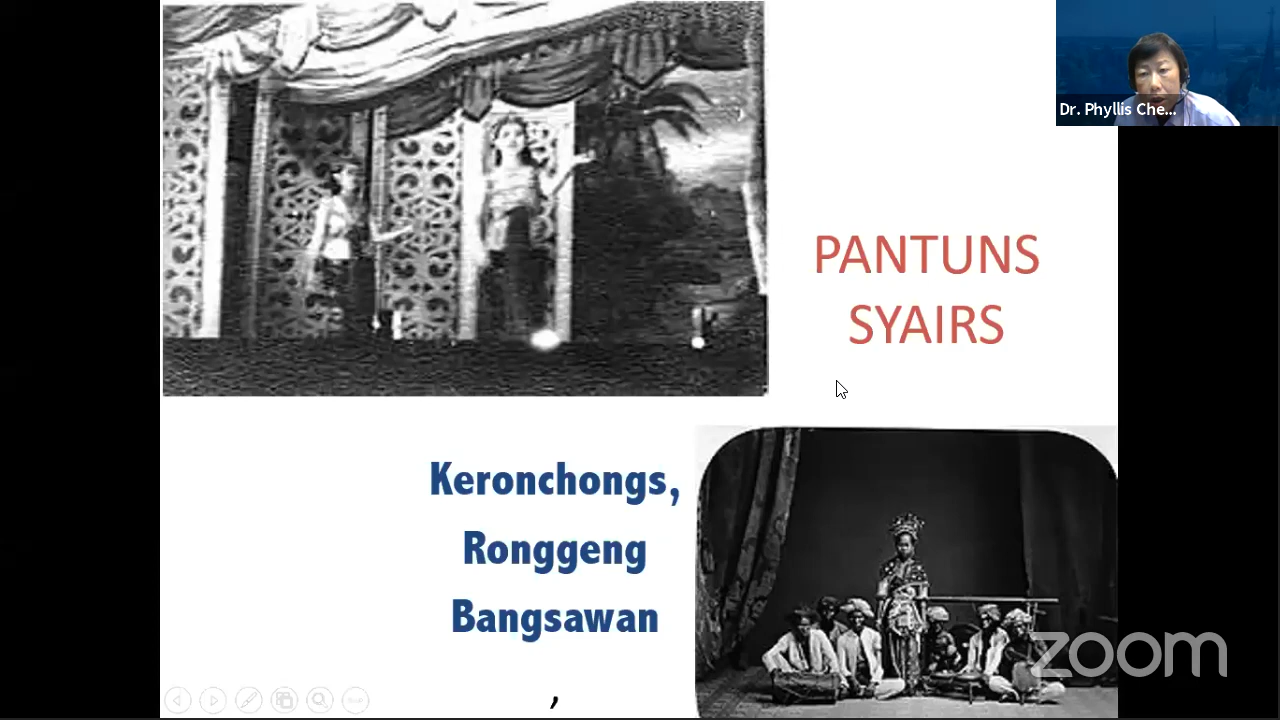 Dr. Phyllis Che...
PANTUNS
SYAIRS
Keronchongs,
Ronggeng
Bangsawan
,
zoom